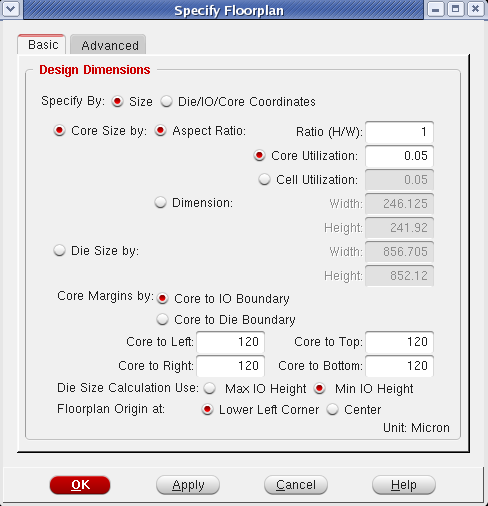 Specify Floorplan
Basic Advanced
Design Dimensions
Specify By: Size Die/IO/Core Coordinates
Core Size by: Aspect Ratio: Ratio (H/W): 1
Core Utilization: 0.05
Cell Utilization: 0.05
Dimension: Width: 246.125
Height: 241.92
Die Size by: Width: 856.705
Height: 852.12
Core Margins by: Core to IO Boundary
Core to Die Boundary
Core to Left: 120 Core to Top: 120
Core to Right: 120 Core to Bottom: 120
Die Size Calculation Use: Max IO Height Min IO Height
Floorplan Origin at: Lower Left Corner Center
Unit: Micron
OK Apply Cancel Help